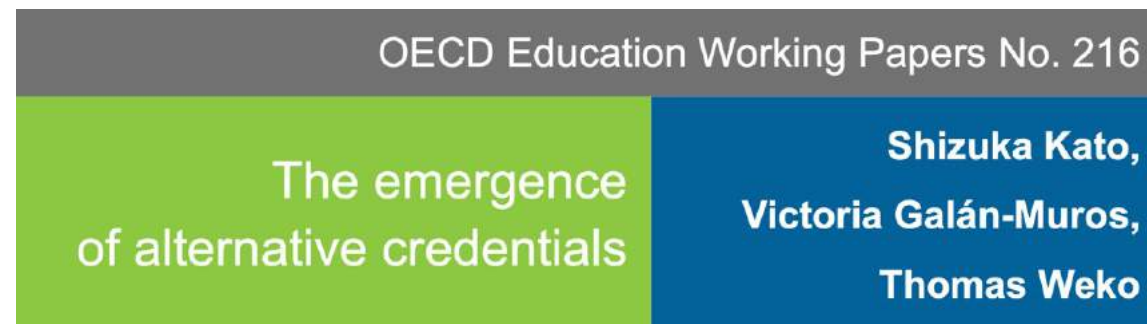 OECD Education Working Papers No. 216
The emergence
of alternative credentials
Shizuka Kato,
Victoria Galán-Muros,
Thomas Weko